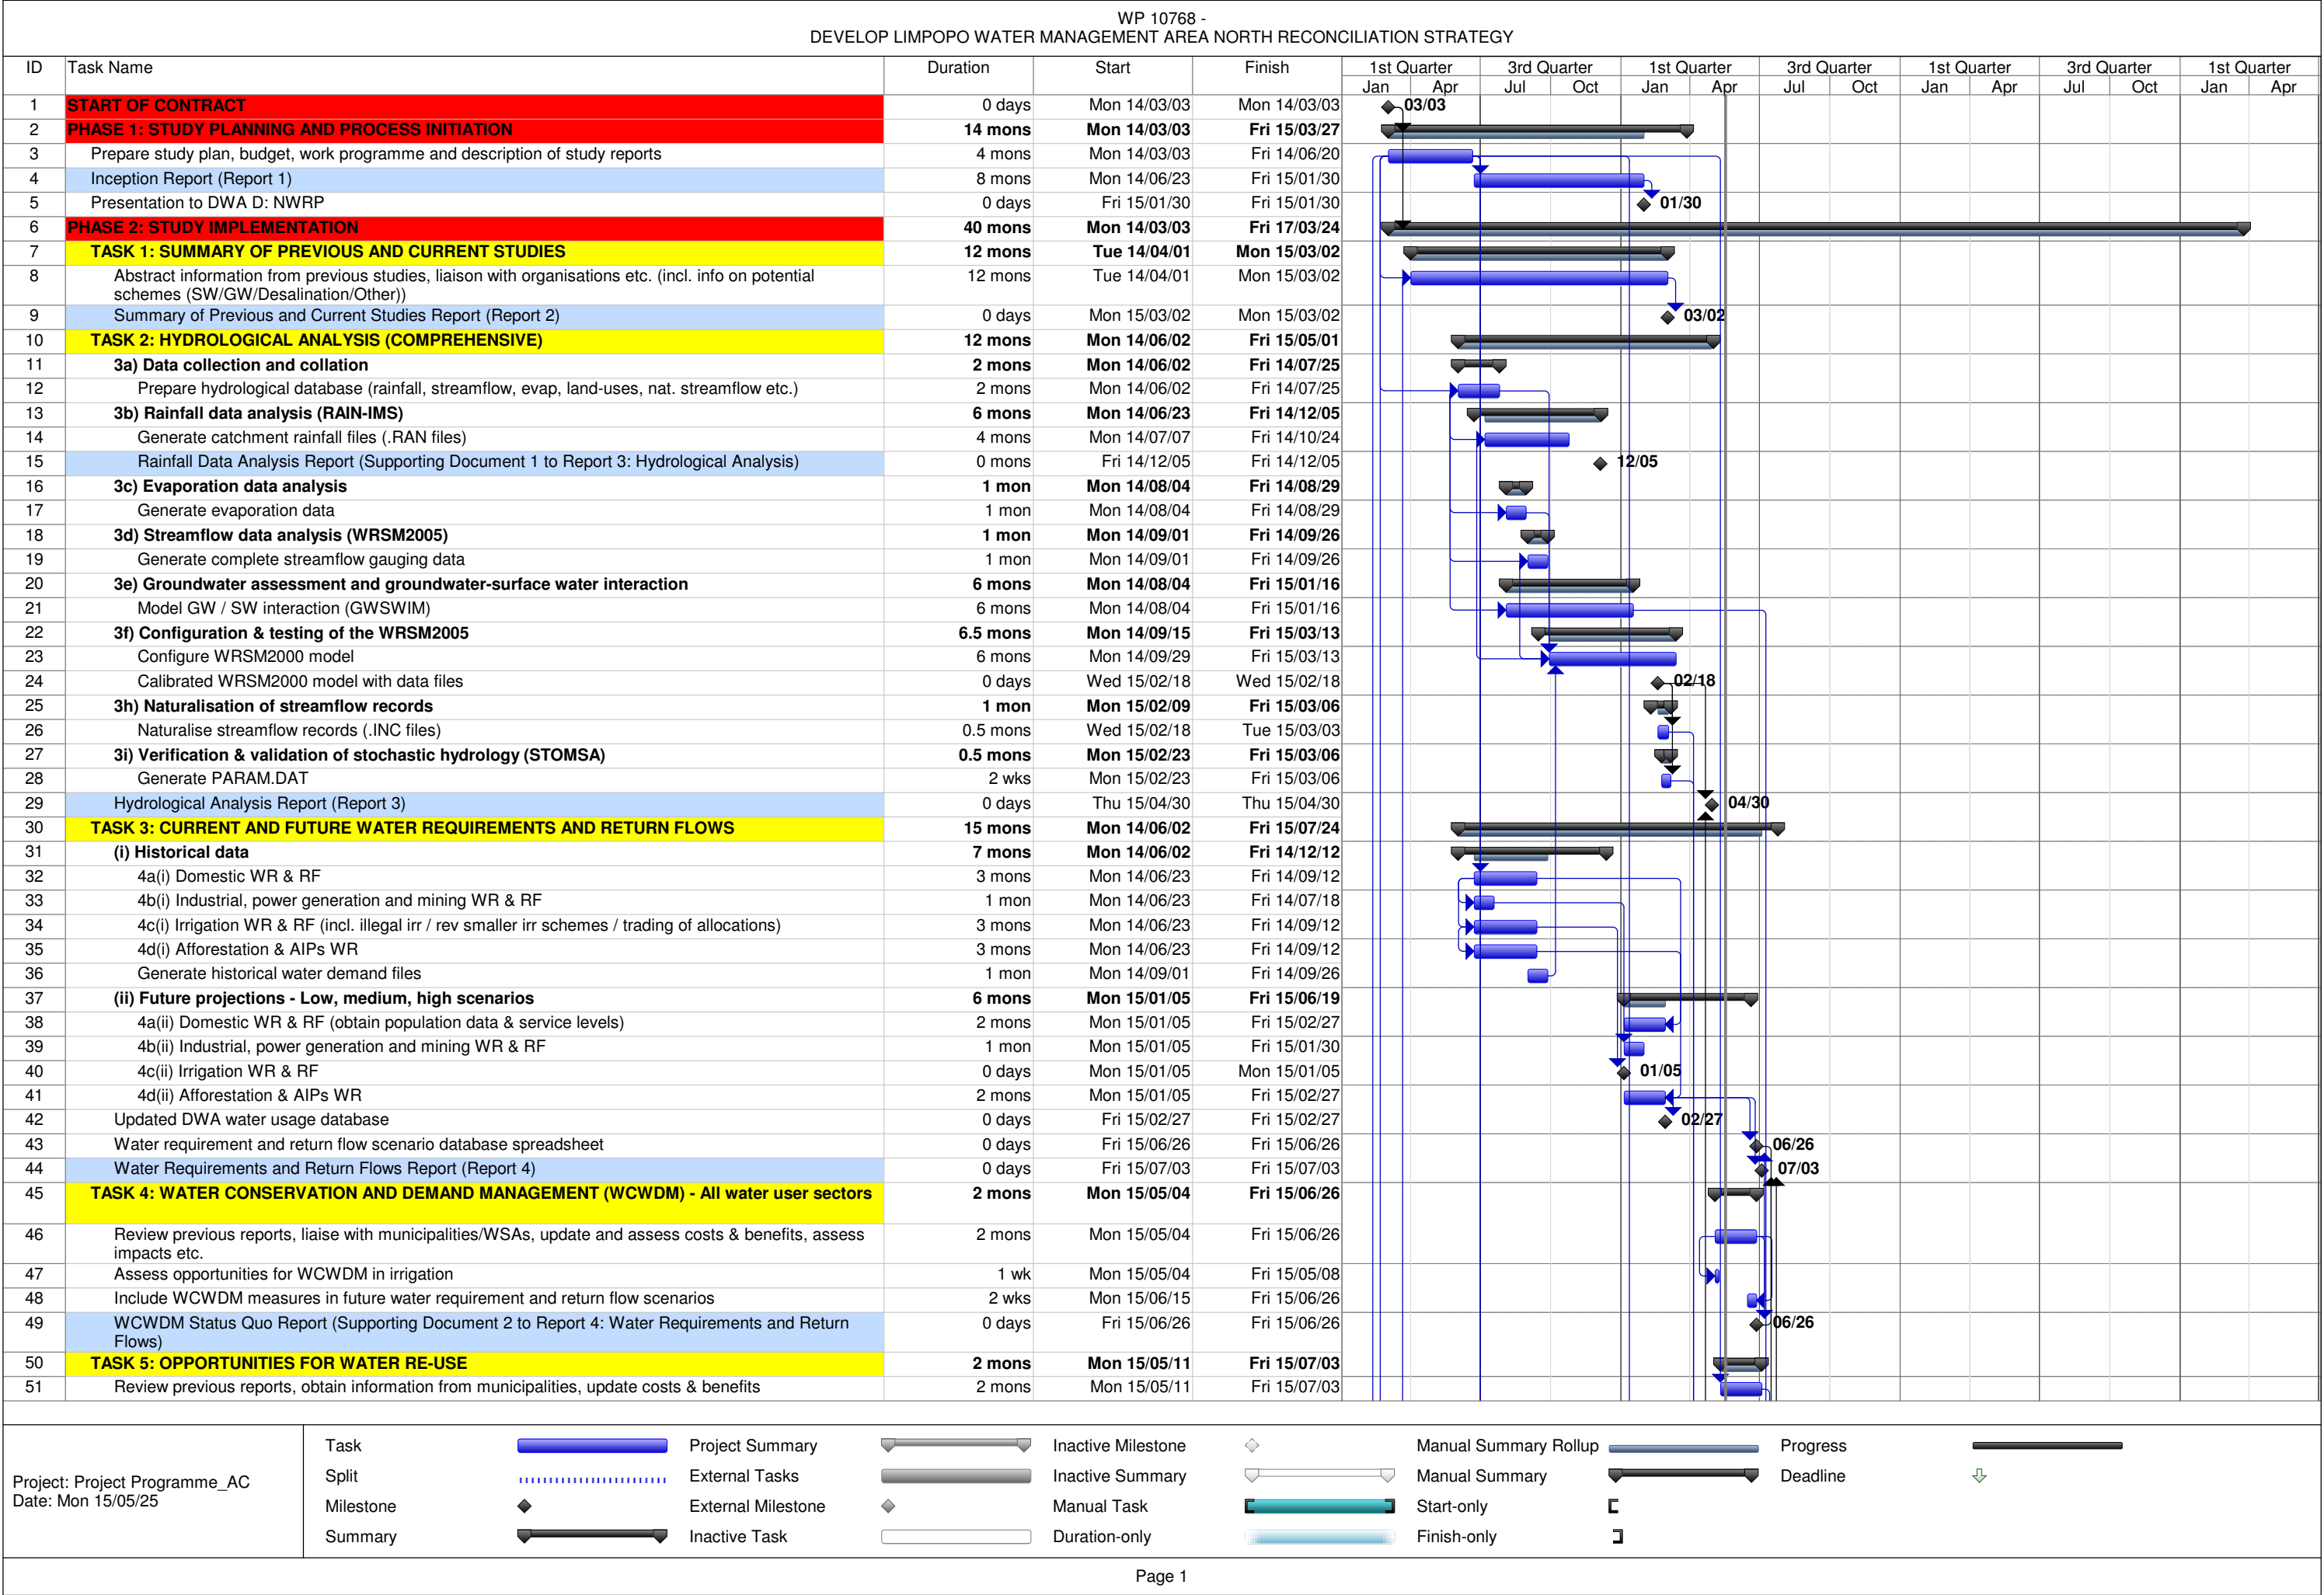 WP 10768 -
DEVELOP LIMPOPO WATER MANAGEMENT AREA NORTH RECONCILIATION STRATEGY
ID Task Name Duration Start Finish 1st Quarter 3rd Quarter 1st Quarter 3rd Quarter 1st Quarter 3rd Quarter 1st Quarter
Jan Apr Jul Oct Jan Apr Jul Oct Jan Apr Jul Oct Jan Apr
1 START OF CONTRACT 0 days Mon 14/03/03 Mon 14/03/03 03/03
2 PHASE 1: STUDY PLANNING AND PROCESS INITIATION 14 mons Mon 14/03/03 Fri 15/03/27
3 Prepare study plan, budget, work programme and description of study reports 4 mons Mon 14/03/03 Fri 14/06/20
4 Inception Report (Report 1) 8 mons Mon 14/06/23 Fri 15/01/30
5 Presentation to DWA D: NWRP 0 days Fri 15/01/30 Fri 15/01/30 01/30
6 PHASE 2: STUDY IMPLEMENTATION 40 mons Mon 14/03/03 Fri 17/03/24
7 TASK 1: SUMMARY OF PREVIOUS AND CURRENT STUDIES 12 mons Tue 14/04/01 Mon 15/03/02
8 Abstract information from previous studies, liaison with organisations etc. (incl. info on potential 12 mons Tue 14/04/01 Mon 15/03/02
schemes (SW/GW/Desalination/Other))
9 Summary of Previous and Current Studies Report (Report 2) 0 days Mon 15/03/02 Mon 15/03/02 03/02
10 TASK 2: HYDROLOGICAL ANALYSIS (COMPREHENSIVE) 12 mons Mon 14/06/02 Fri 15/05/01
11 3a) Data collection and collation 2 mons Mon 14/06/02 Fri 14/07/25
12 Prepare hydrological database (rainfall, streamflow, evap, land-uses, nat. streamflow etc.) 2 mons Mon 14/06/02 Fri 14/07/25
13 3b) Rainfall data analysis (RAIN-IMS) 6 mons Mon 14/06/23 Fri 14/12/05
14 Generate catchment rainfall files (.RAN files) 4 mons Mon 14/07/07 Fri 14/10/24
15 Rainfall Data Analysis Report (Supporting Document 1 to Report 3: Hydrological Analysis) 0 mons Fri 14/12/05 Fri 14/12/05 12/05
16 3c) Evaporation data analysis 1 mon Mon 14/08/04 Fri 14/08/29
17 Generate evaporation data 1 mon Mon 14/08/04 Fri 14/08/29
18 3d) Streamflow data analysis (WRSM2005) 1 mon Mon 14/09/01 Fri 14/09/26
19 Generate complete streamflow gauging data 1 mon Mon 14/09/01 Fri 14/09/26
20 3e) Groundwater assessment and groundwater-surface water interaction 6 mons Mon 14/08/04 Fri 15/01/16
21 Model GW / SW interaction (GWSWIM) 6 mons Mon 14/08/04 Fri 15/01/16
22 3f) Configuration & testing of the WRSM2005 6.5 mons Mon 14/09/15 Fri 15/03/13
23 Configure WRSM2000 model 6 mons Mon 14/09/29 Fri 15/03/13
24 Calibrated WRSM2000 model with data files 0 days Wed 15/02/18 Wed 15/02/18 02/18
25 3h) Naturalisation of streamflow records 1 mon Mon 15/02/09 Fri 15/03/06
26 Naturalise streamflow records (.INC files) 0.5 mons Wed 15/02/18 Tue 15/03/03
27 3i) Verification & validation of stochastic hydrology (STOMSA) 0.5 mons Mon 15/02/23 Fri 15/03/06
28 Generate PARAM.DAT 2 wks Mon 15/02/23 Fri 15/03/06
29 Hydrological Analysis Report (Report 3) 0 days Thu 15/04/30 Thu 15/04/30 04/30
30 TASK 3: CURRENT AND FUTURE WATER REQUIREMENTS AND RETURN FLOWS 15 mons Mon 14/06/02 Fri 15/07/24
31 (i) Historical data 7 mons Mon 14/06/02 Fri 14/12/12
32 4a(i) Domestic WR & RF 3 mons Mon 14/06/23 Fri 14/09/12
33 4b(i) Industrial, power generation and mining WR & RF 1 mon Mon 14/06/23 Fri 14/07/18
34 4c(i) Irrigation WR & RF (incl. illegal irr / rev smaller irr schemes / trading of allocations) 3 mons Mon 14/06/23 Fri 14/09/12
35 4d(i) Afforestation & AIPs WR 3 mons Mon 14/06/23 Fri 14/09/12
36 Generate historical water demand files 1 mon Mon 14/09/01 Fri 14/09/26
37 (ii) Future projections - Low, medium, high scenarios 6 mons Mon 15/01/05 Fri 15/06/19
38 4a(ii) Domestic WR & RF (obtain population data & service levels) 2 mons Mon 15/01/05 Fri 15/02/27
39 4b(ii) Industrial, power generation and mining WR & RF 1 mon Mon 15/01/05 Fri 15/01/30
40 4c(ii) Irrigation WR & RF 0 days Mon 15/01/05 Mon 15/01/05 01/05
41 4d(ii) Afforestation & AIPs WR 2 mons Mon 15/01/05 Fri 15/02/27
42 Updated DWA water usage database 0 days Fri 15/02/27 Fri 15/02/27 02/27
43 Water requirement and return flow scenario database spreadsheet 0 days Fri 15/06/26 Fri 15/06/26 06/26
44 Water Requirements and Return Flows Report (Report 4) 0 days Fri 15/07/03 Fri 15/07/03 07/03
45 TASK 4: WATER CONSERVATION AND DEMAND MANAGEMENT (WCWDM) - All water user sectors 2 mons Mon 15/05/04 Fri 15/06/26
46 Review previous reports, liaise with municipalities/WSAs, update and assess costs & benefits, assess 2 mons Mon 15/05/04 Fri 15/06/26
impacts etc.
47 Assess opportunities for WCWDM in irrigation 1 wk Mon 15/05/04 Fri 15/05/08
48 Include WCWDM measures in future water requirement and return flow scenarios 2 wks Mon 15/06/15 Fri 15/06/26
49 WCWDM Status Quo Report (Supporting Document 2 to Report 4: Water Requirements and Return 0 days Fri 15/06/26 Fri 15/06/26 06/26
Flows)
50 TASK 5: OPPORTUNITIES FOR WATER RE-USE 2 mons Mon 15/05/11 Fri 15/07/03
51 Review previous reports, obtain information from municipalities, update costs & benefits 2 mons Mon 15/05/11 Fri 15/07/03
Project: Project Programme_AC
Date: Mon 15/05/25
Task Project Summary Inactive Milestone Manual Summary Rollup Progress
Split External Tasks Inactive Summary Manual Summary Deadline
Milestone External Milestone Manual Task Start-only
Summary Inactive Task Duration-only Finish-only
Page 1